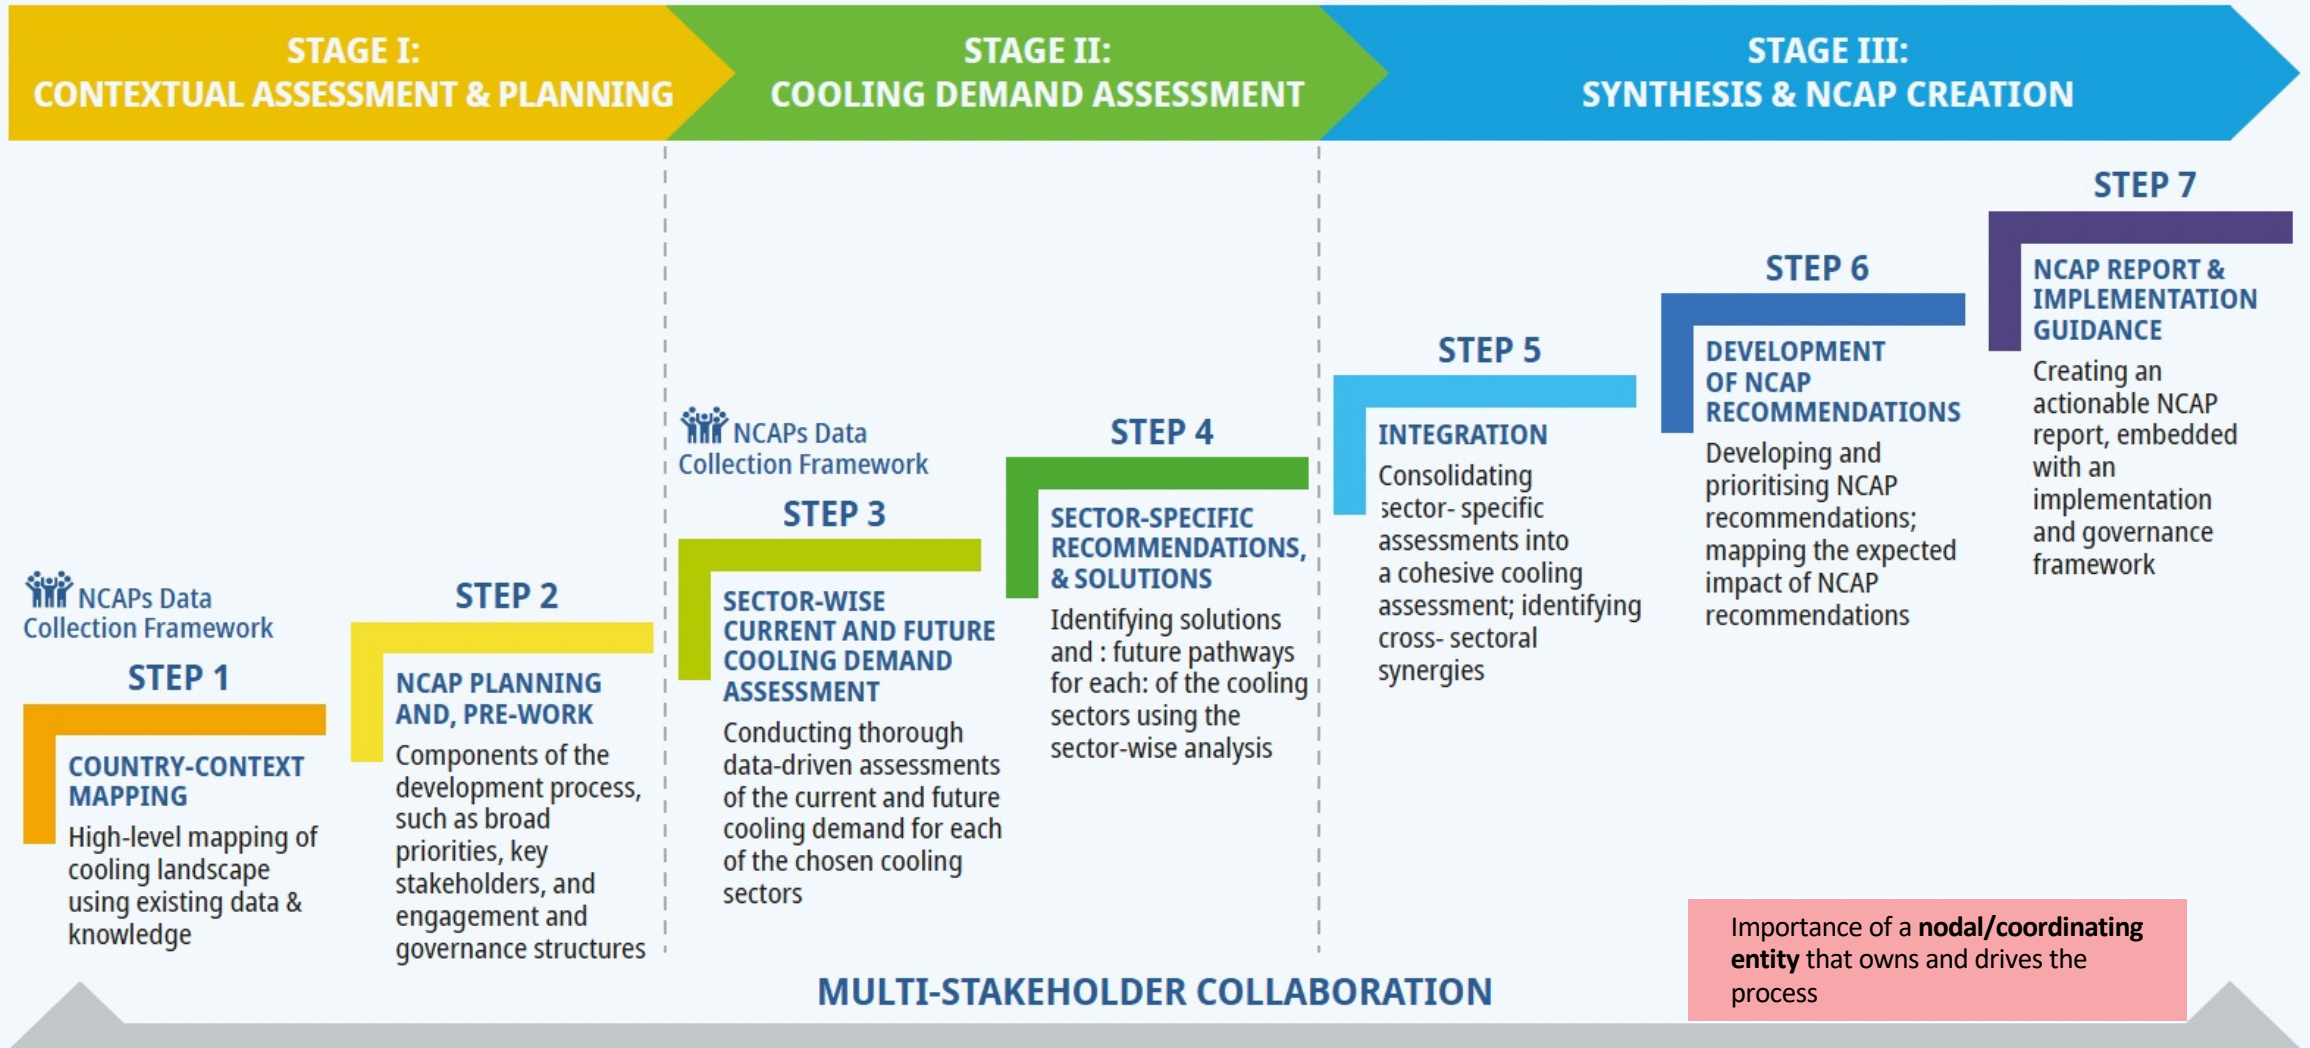 STAGE I:
CONTEXTUAL ASSESSMENT & PLANNING
STAGE II:
COOLING DEMAND ASSESSMENT
STAGE III:
SYNTHESIS & NCAP CREATION
NCAPs Data
Collection Framework
STEP 1
COUNTRY-CONTEXT
MAPPING
High-level mapping of
cooling landscape
using existing data &
knowledge
STEP 2
NCAP PLANNING
AND, PRE-WORK
Components of the
development process,
such as broad
priorities, key
stakeholders, and
engagement and
governance structures
NCAPs Data
Collection Framework
STEP 3
SECTOR-WISE
CURRENT AND FUTURE
COOLING DEMAND
ASSESSMENT
Conducting thorough
data-driven assessments
of the current and future
cooling demand for each
of the chosen cooling
sectors
STEP 4
SECTOR-SPECIFIC
RECOMMENDATIONS,
& SOLUTIONS
Identifying solutions
and : future pathways
for each: of the cooling
sectors using the
sector-wise analysis
STEP 5
INTEGRATION
Consolidating
sector- specific
assessments into
a cohesive cooling
assessment; identifying
cross- sectoral
synergies
STEP 6
DEVELOPMENT
OF NCAP
RECOMMENDATIONS
Developing and
prioritising NCAP
recommendations;
mapping the expected
impact of NCAP
recommendations
STEP 7
NCAP REPORT &
IMPLEMENTATION
GUIDANCE
Creating an
actionable NCAP
report, embedded
with an
implementation
and governance
framework
Importance of a nodal/coordinating
entity that owns and drives the
process
MULTI-STAKEHOLDER COLLABORATION